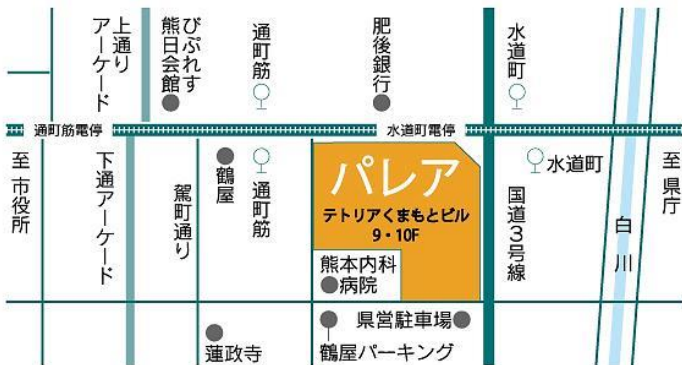 上通り
アーケード
びぷれす
熊日会館
通町筋
肥後銀行
水道町
通町筋電停
水道町電停
至 市役所
下通アーケード
駕町通り
鶴屋
通町筋
パレア
テトリアくまもとビル
9・10F
熊本内科
病院
国道3号線
水道町
白川
至 県庁
蓮政寺
県営駐車場
鶴屋パーキング